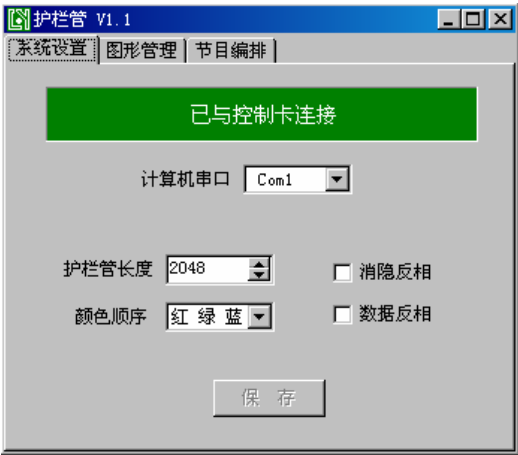 护栏管 V1.1
系统设置 图形管理 节目编排
已与控制卡连接
计算机串口 Com1
护栏管长度 2048 消隐反相
颜色顺序 红 绿 蓝 数据反相
保 存